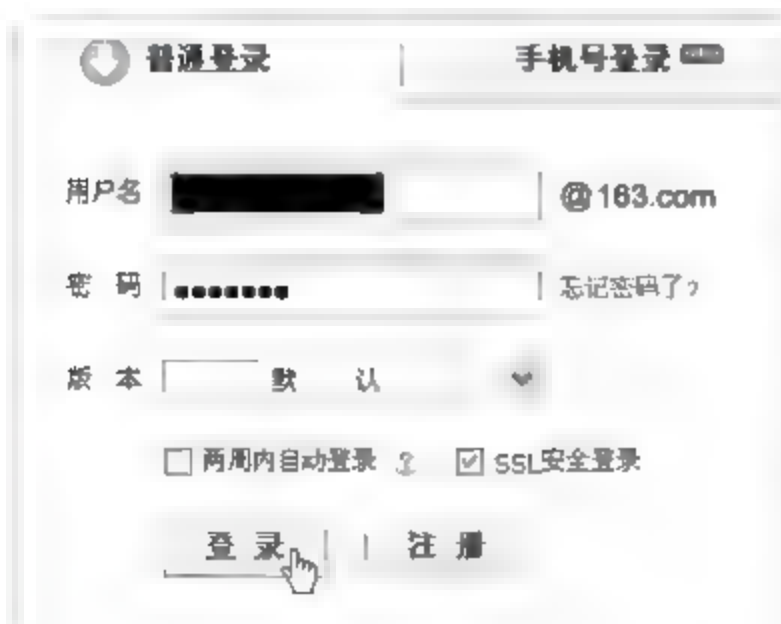 普通登录 手机号登录
用户名 @163.com
密 码 忘记密码了?
版 本 默 认
两周内自动登录 SSL安全登录
登 录 注 册